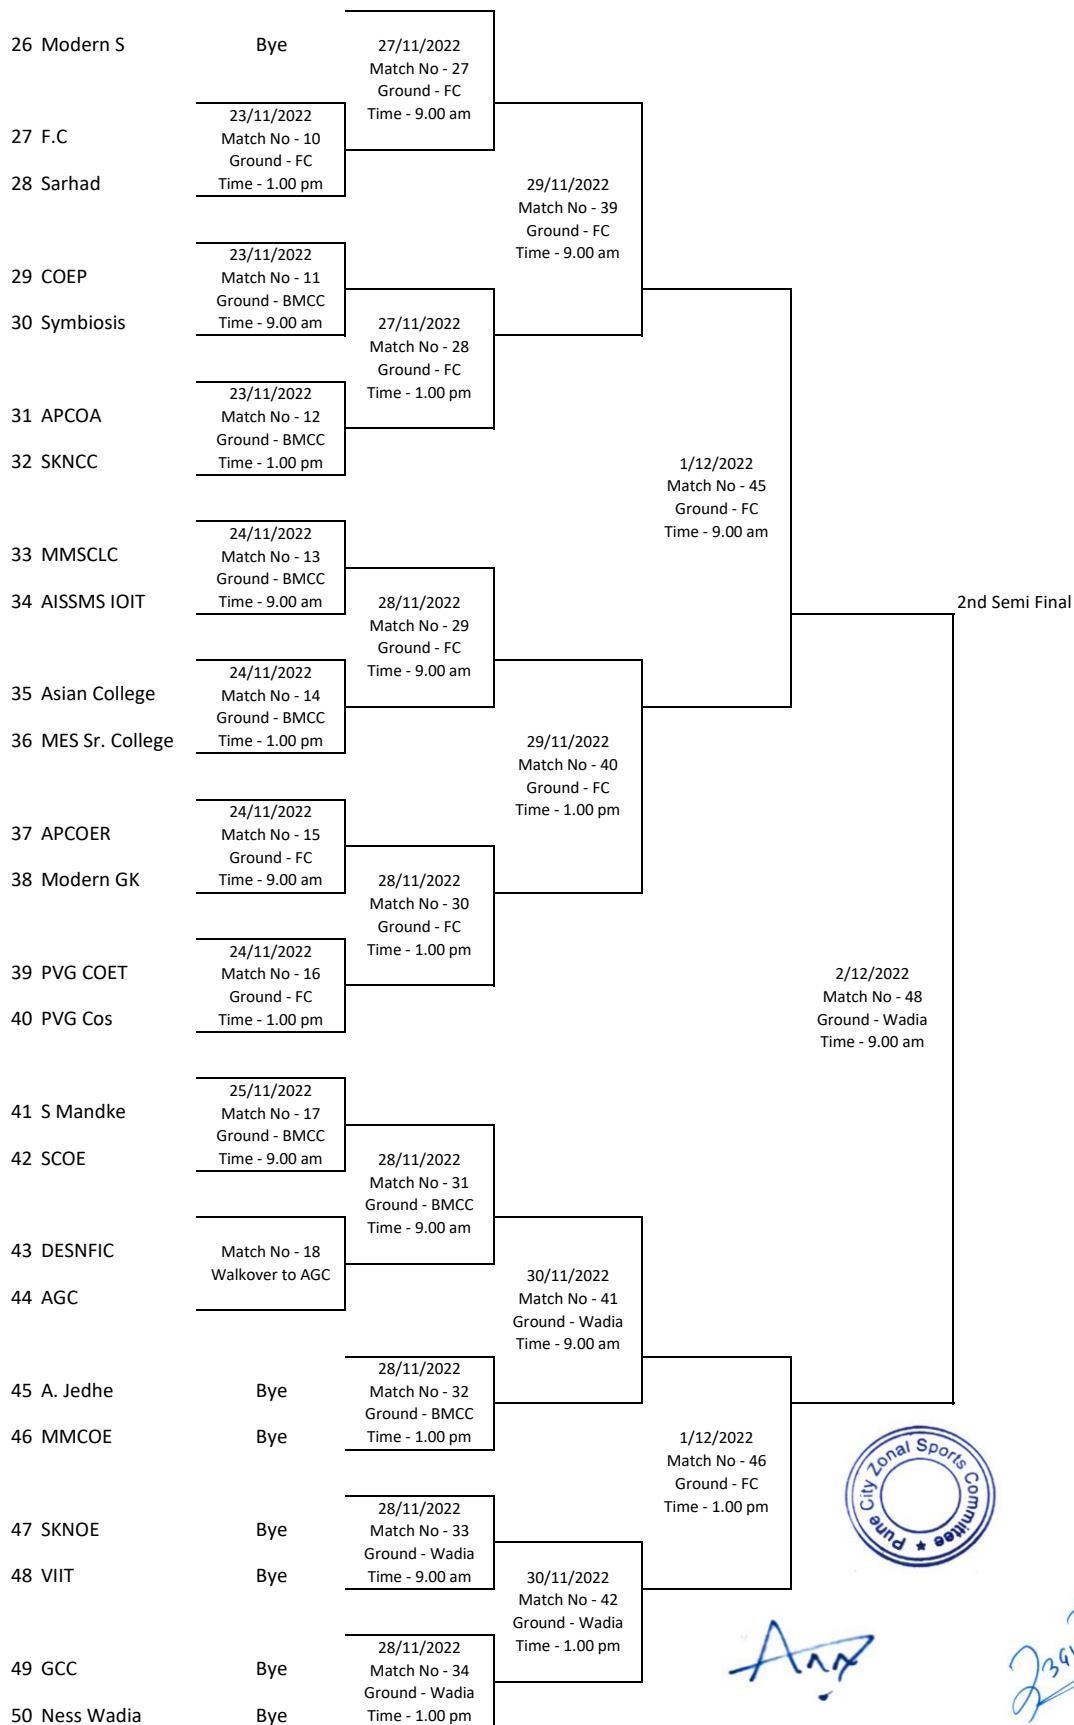 26 Modern S Bye
27/11/2022
Match No - 27
Ground - FC
Time - 9.00 am
27 F.C
28 Sarhad
23/11/2022
Match No - 10
Ground - FC
Time - 1.00 pm
29/11/2022
Match No - 39
Ground - FC
Time - 9.00 am
29 COEP
30 Symbiosis
23/11/2022
Match No - 11
Ground - BMCC
Time - 9.00 am
27/11/2022
Match No - 28
Ground - FC
Time - 1.00 pm
31 APCOA
32 SKNCC
23/11/2022
Match No - 12
Ground - BMCC
Time - 1.00 pm
1/12/2022
Match No - 45
Ground - FC
Time - 9.00 am
33 MMSCLC
34 AISSMS IOIT
24/11/2022
Match No - 13
Ground - BMCC
Time - 9.00 am
28/11/2022
Match No - 29
Ground - FC
Time - 9.00 am
2nd Semi Final
35 Asian College
36 MES Sr. College
24/11/2022
Match No - 14
Ground - BMCC
Time - 1.00 pm
29/11/2022
Match No - 40
Ground - FC
Time - 1.00 pm
37 APCOER
38 Modern GK
24/11/2022
Match No - 15
Ground - FC
Time - 9.00 am
28/11/2022
Match No - 30
Ground - FC
Time - 1.00 pm
39 PVG COET
40 PVG Cos
24/11/2022
Match No - 16
Ground - FC
Time - 1.00 pm
2/12/2022
Match No - 48
Ground - Wadia
Time - 9.00 am
41 S Mandke
42 SCOE
25/11/2022
Match No - 17
Ground - BMCC
Time - 9.00 am
28/11/2022
Match No - 31
Ground - BMCC
Time - 9.00 am
43 DESNFIC
44 AGC
Match No - 18
Walkover to AGC
30/11/2022
Match No - 41
Ground - Wadia
Time - 9.00 am
45 A. Jedhe Bye
46 MMCOE Bye
28/11/2022
Match No - 32
Ground - BMCC
Time - 1.00 pm
1/12/2022
Match No - 46
Ground - FC
Time - 1.00 pm
Pune City Zonal Sports Committee
47 SKNOE Bye
48 VIIT Bye
28/11/2022
Match No - 33
Ground - Wadia
Time - 9.00 am
30/11/2022
Match No - 42
Ground - Wadia
Time - 1.00 pm
49 GCC Bye
50 Ness Wadia Bye
28/11/2022
Match No - 34
Ground - Wadia
Time - 1.00 pm